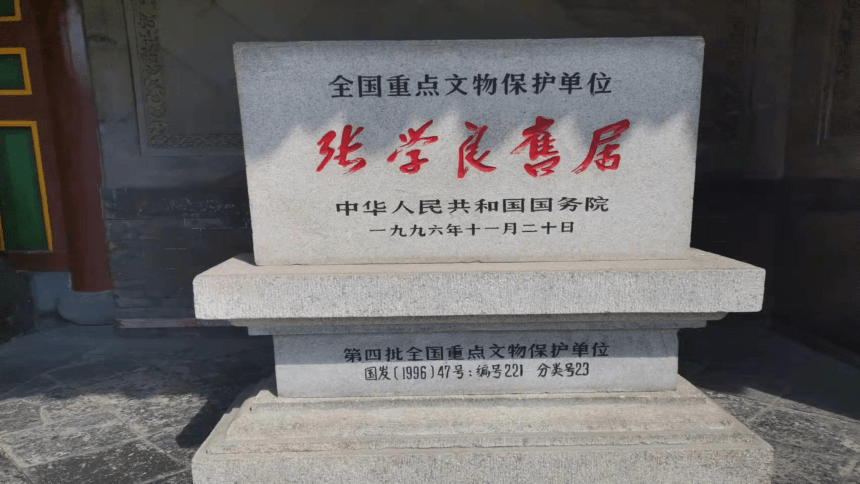 全国重点文物保护单位
张学良舊居
中华人民共和国国务院
一九九六年十一月二十日
第四批全国重点文物保护单位
国发(1996)47号:编号221 分类号23